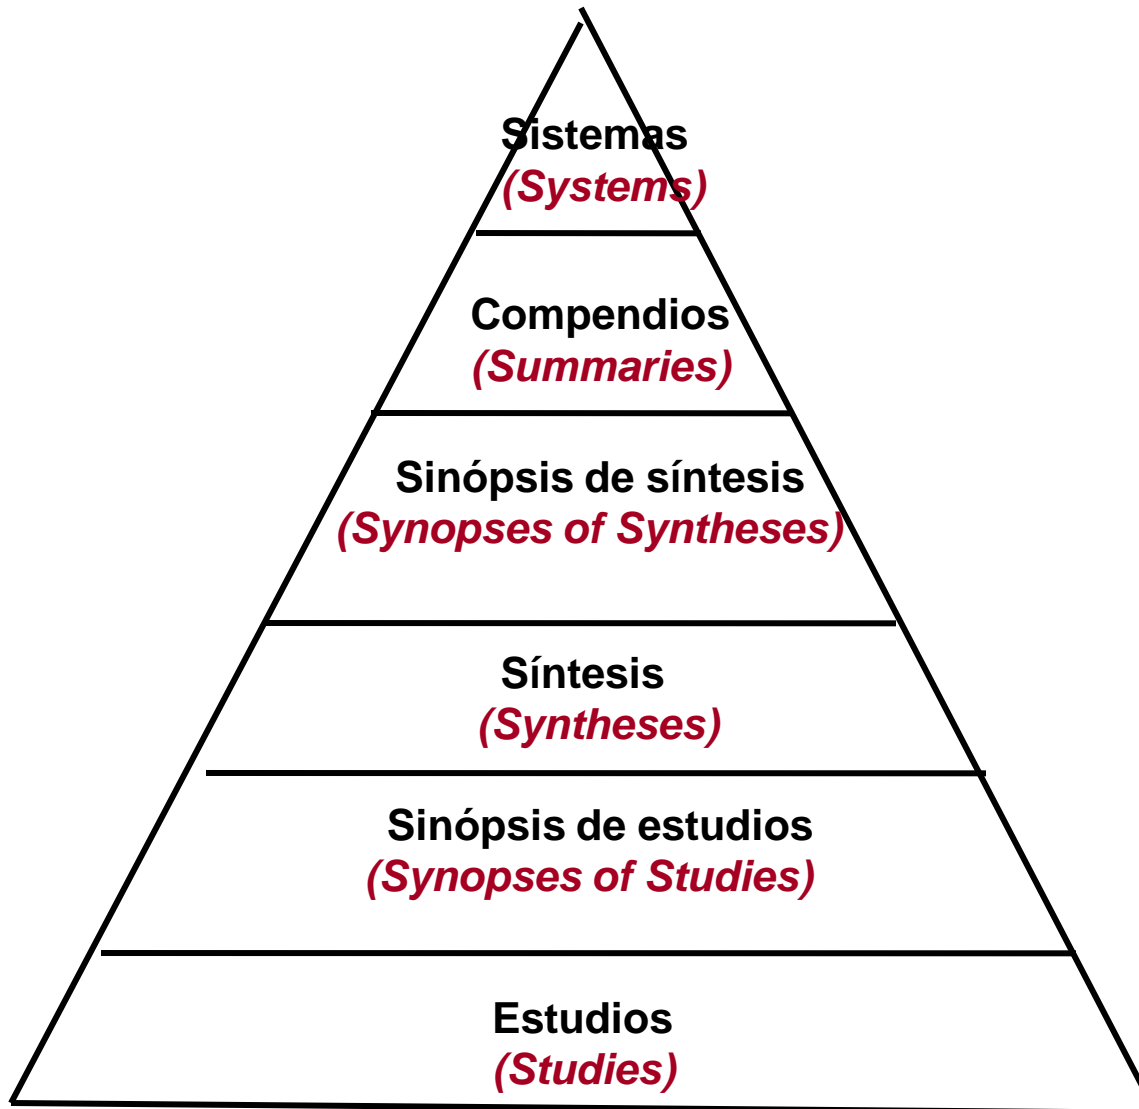 Sistemas
(Systems)
Compendios
(Summaries)
Sinópsis de síntesis
(Synopses of Syntheses)
Síntesis
(Syntheses)
Sinópsis de estudios
(Synopses of Studies)
Estudios
(Studies)